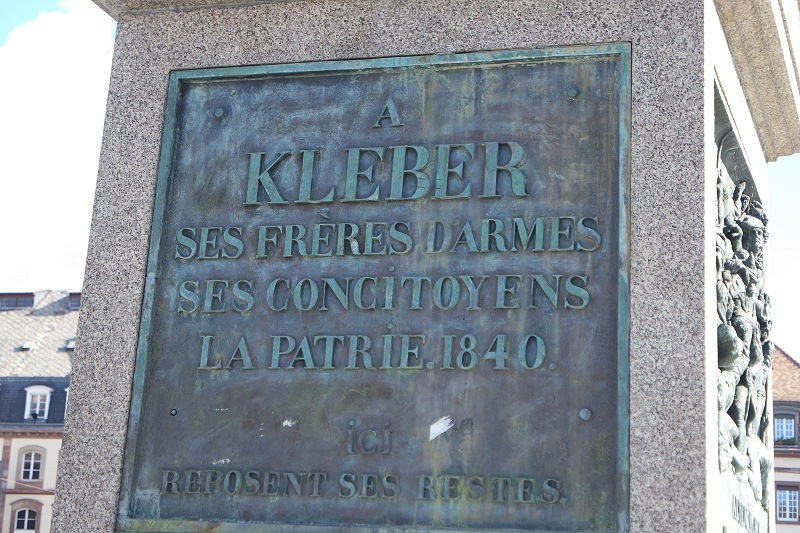 A
KLEBER
SES FRÈRES D'ARMES
SES CONCITOYENS
LA PATRIE.1840.
ici
REPOSENT SES RESTES.